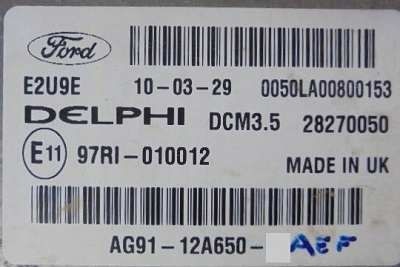 Ford
E2U9E 10-03-29 0050LA00800153
DELPHI DCM3.5 28270050
E11 97RI-010012 MADE IN UK
AG91-12A650- AEF